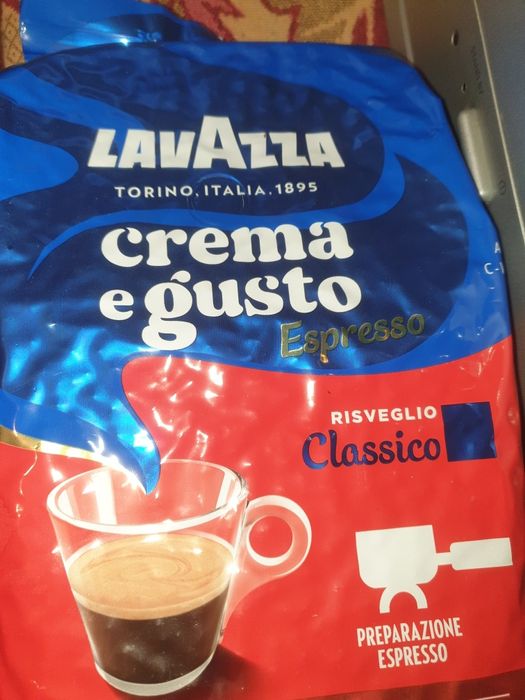 LAVAZZA
TORINO, ITALIA, 1895
crema
e gusto
Espresso
RISVEGLIO
Classico
PREPARAZIONE
ESPRESSO